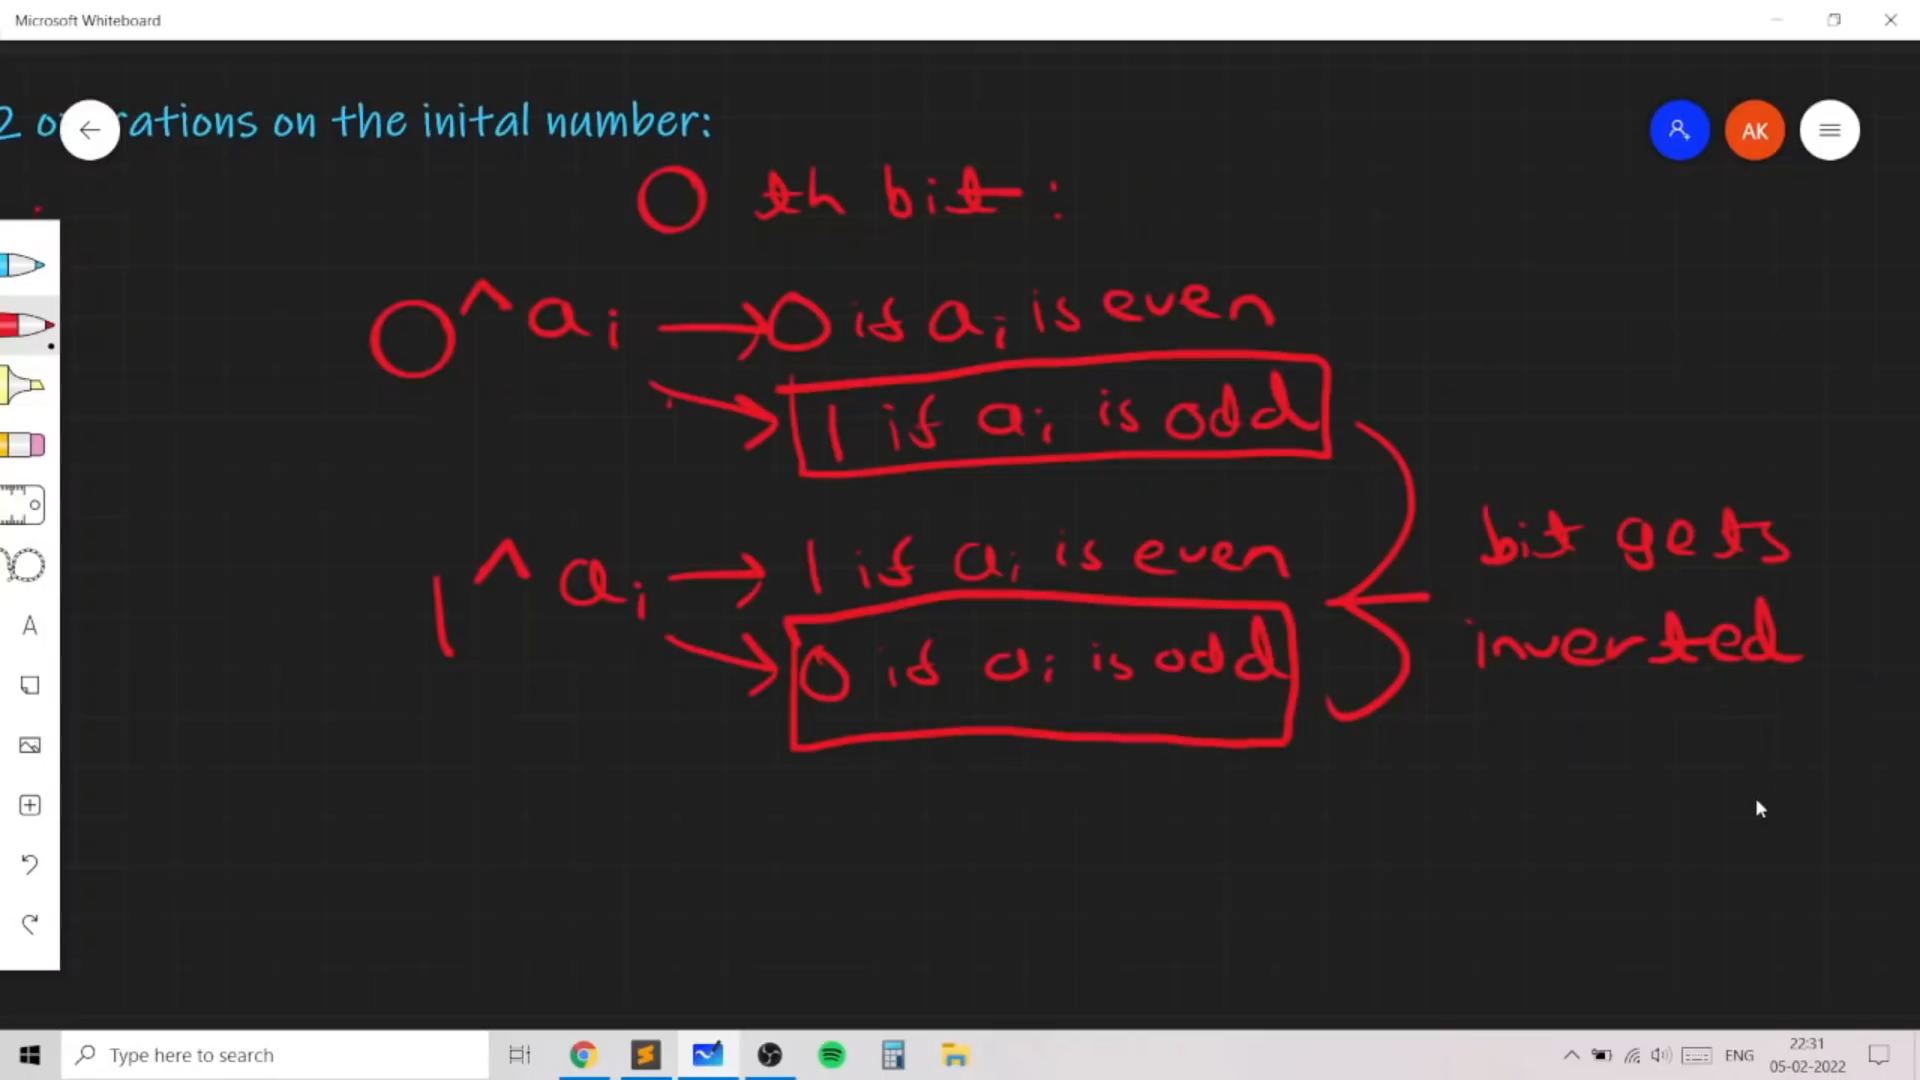 Microsoft Whiteboard
2 o rations on the inital number:
AK
0 th bit:
0 ^ ai → 0 if ai is even
1 if ai is odd
1 ^ ai → 1 if ai is even
0 if ai is odd
bit gets
inverted
A
Type here to search
ENG
22:31
05-02-2022